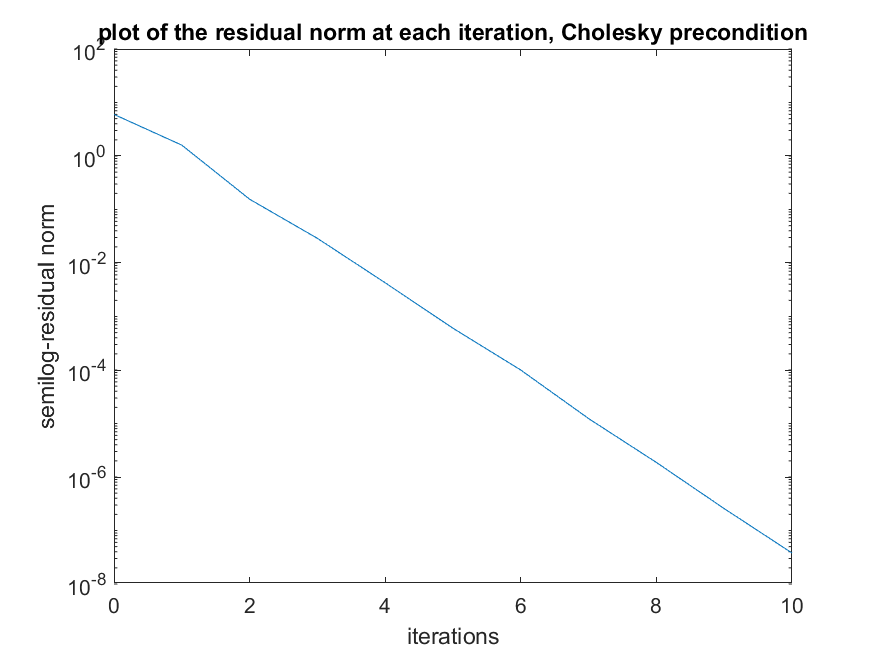 plot of the residual norm at each iteration, Cholesky precondition
10^2
10^0
10^-2
10^-4
10^-6
10^-8
semilog-residual norm
0 2 4 6 8 10
iterations